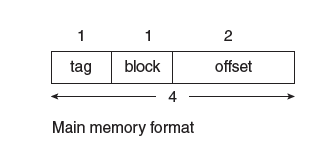 1 1 2
tag block offset
4
Main memory format